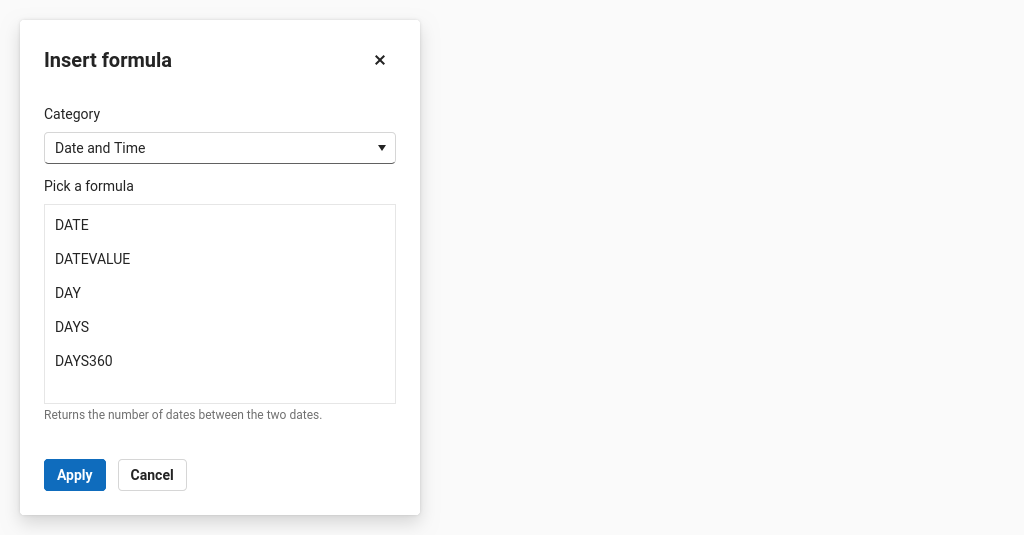 Insert formula
Category
Date and Time
Pick a formula
DATE
DATEVALUE
DAY
DAYS
DAYS360
Returns the number of dates between the two dates.
Apply Cancel